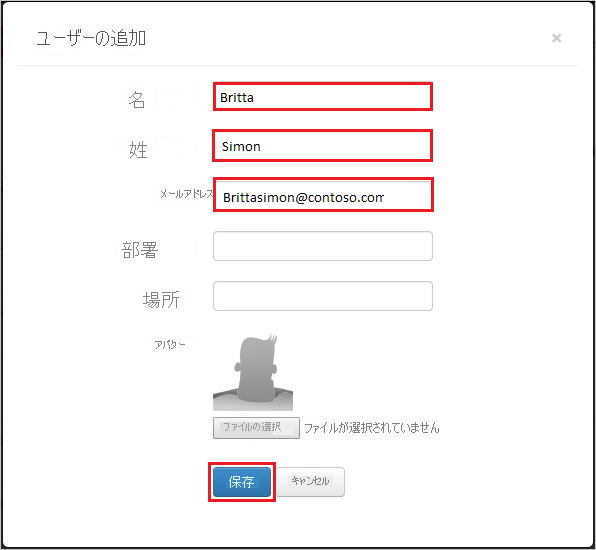 ユーザーの追加 ×
名 Britta
姓 Simon
メールアドレス Brittasimon@contoso.com
部署
場所
アバター
ファイルの選択 ファイルが選択されていません
保存 キャンセル